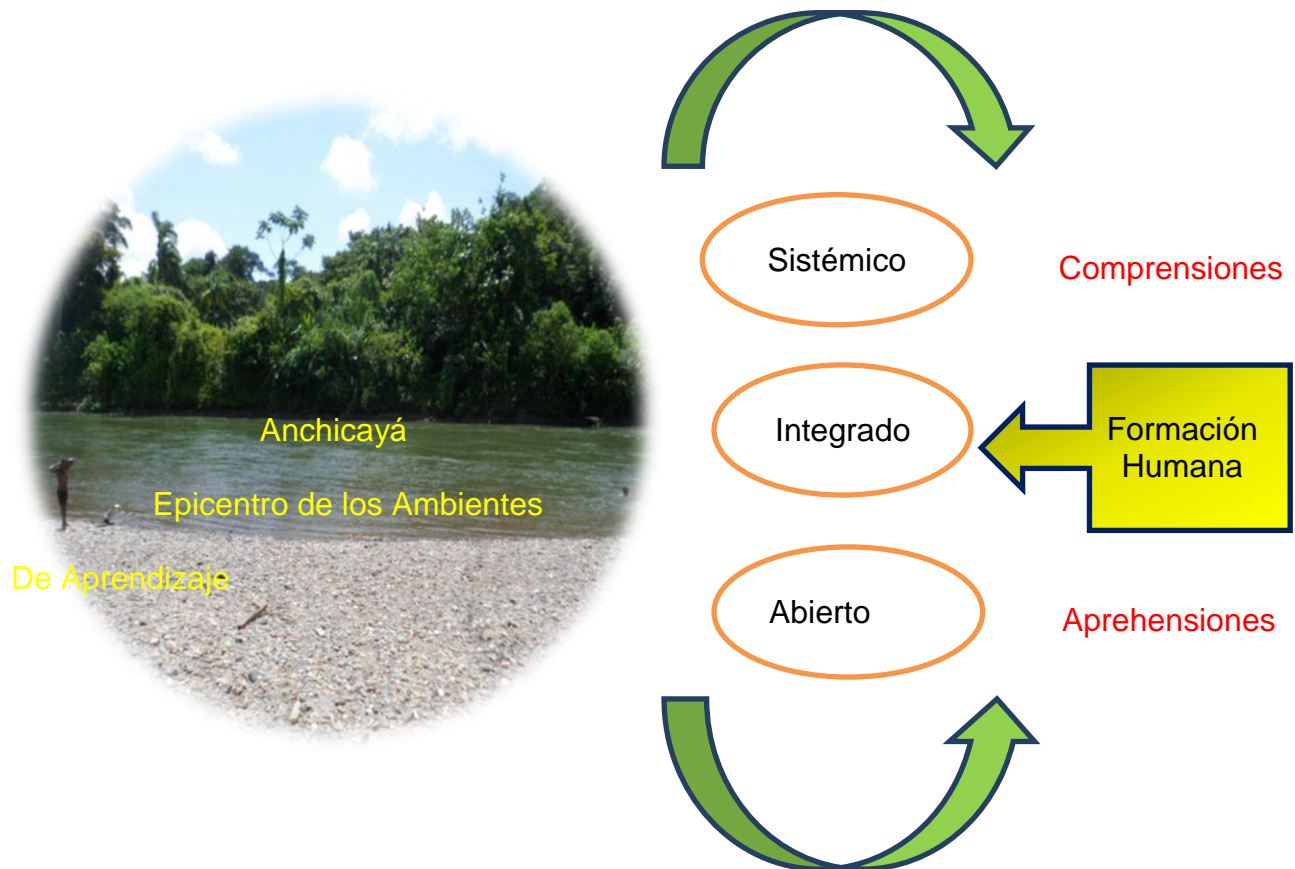 Anchicayá
Epicentro de los Ambientes
De Aprendizaje
Sistémico
Integrado
Abierto
Comprensiones
Formación
Humana
Aprehensiones